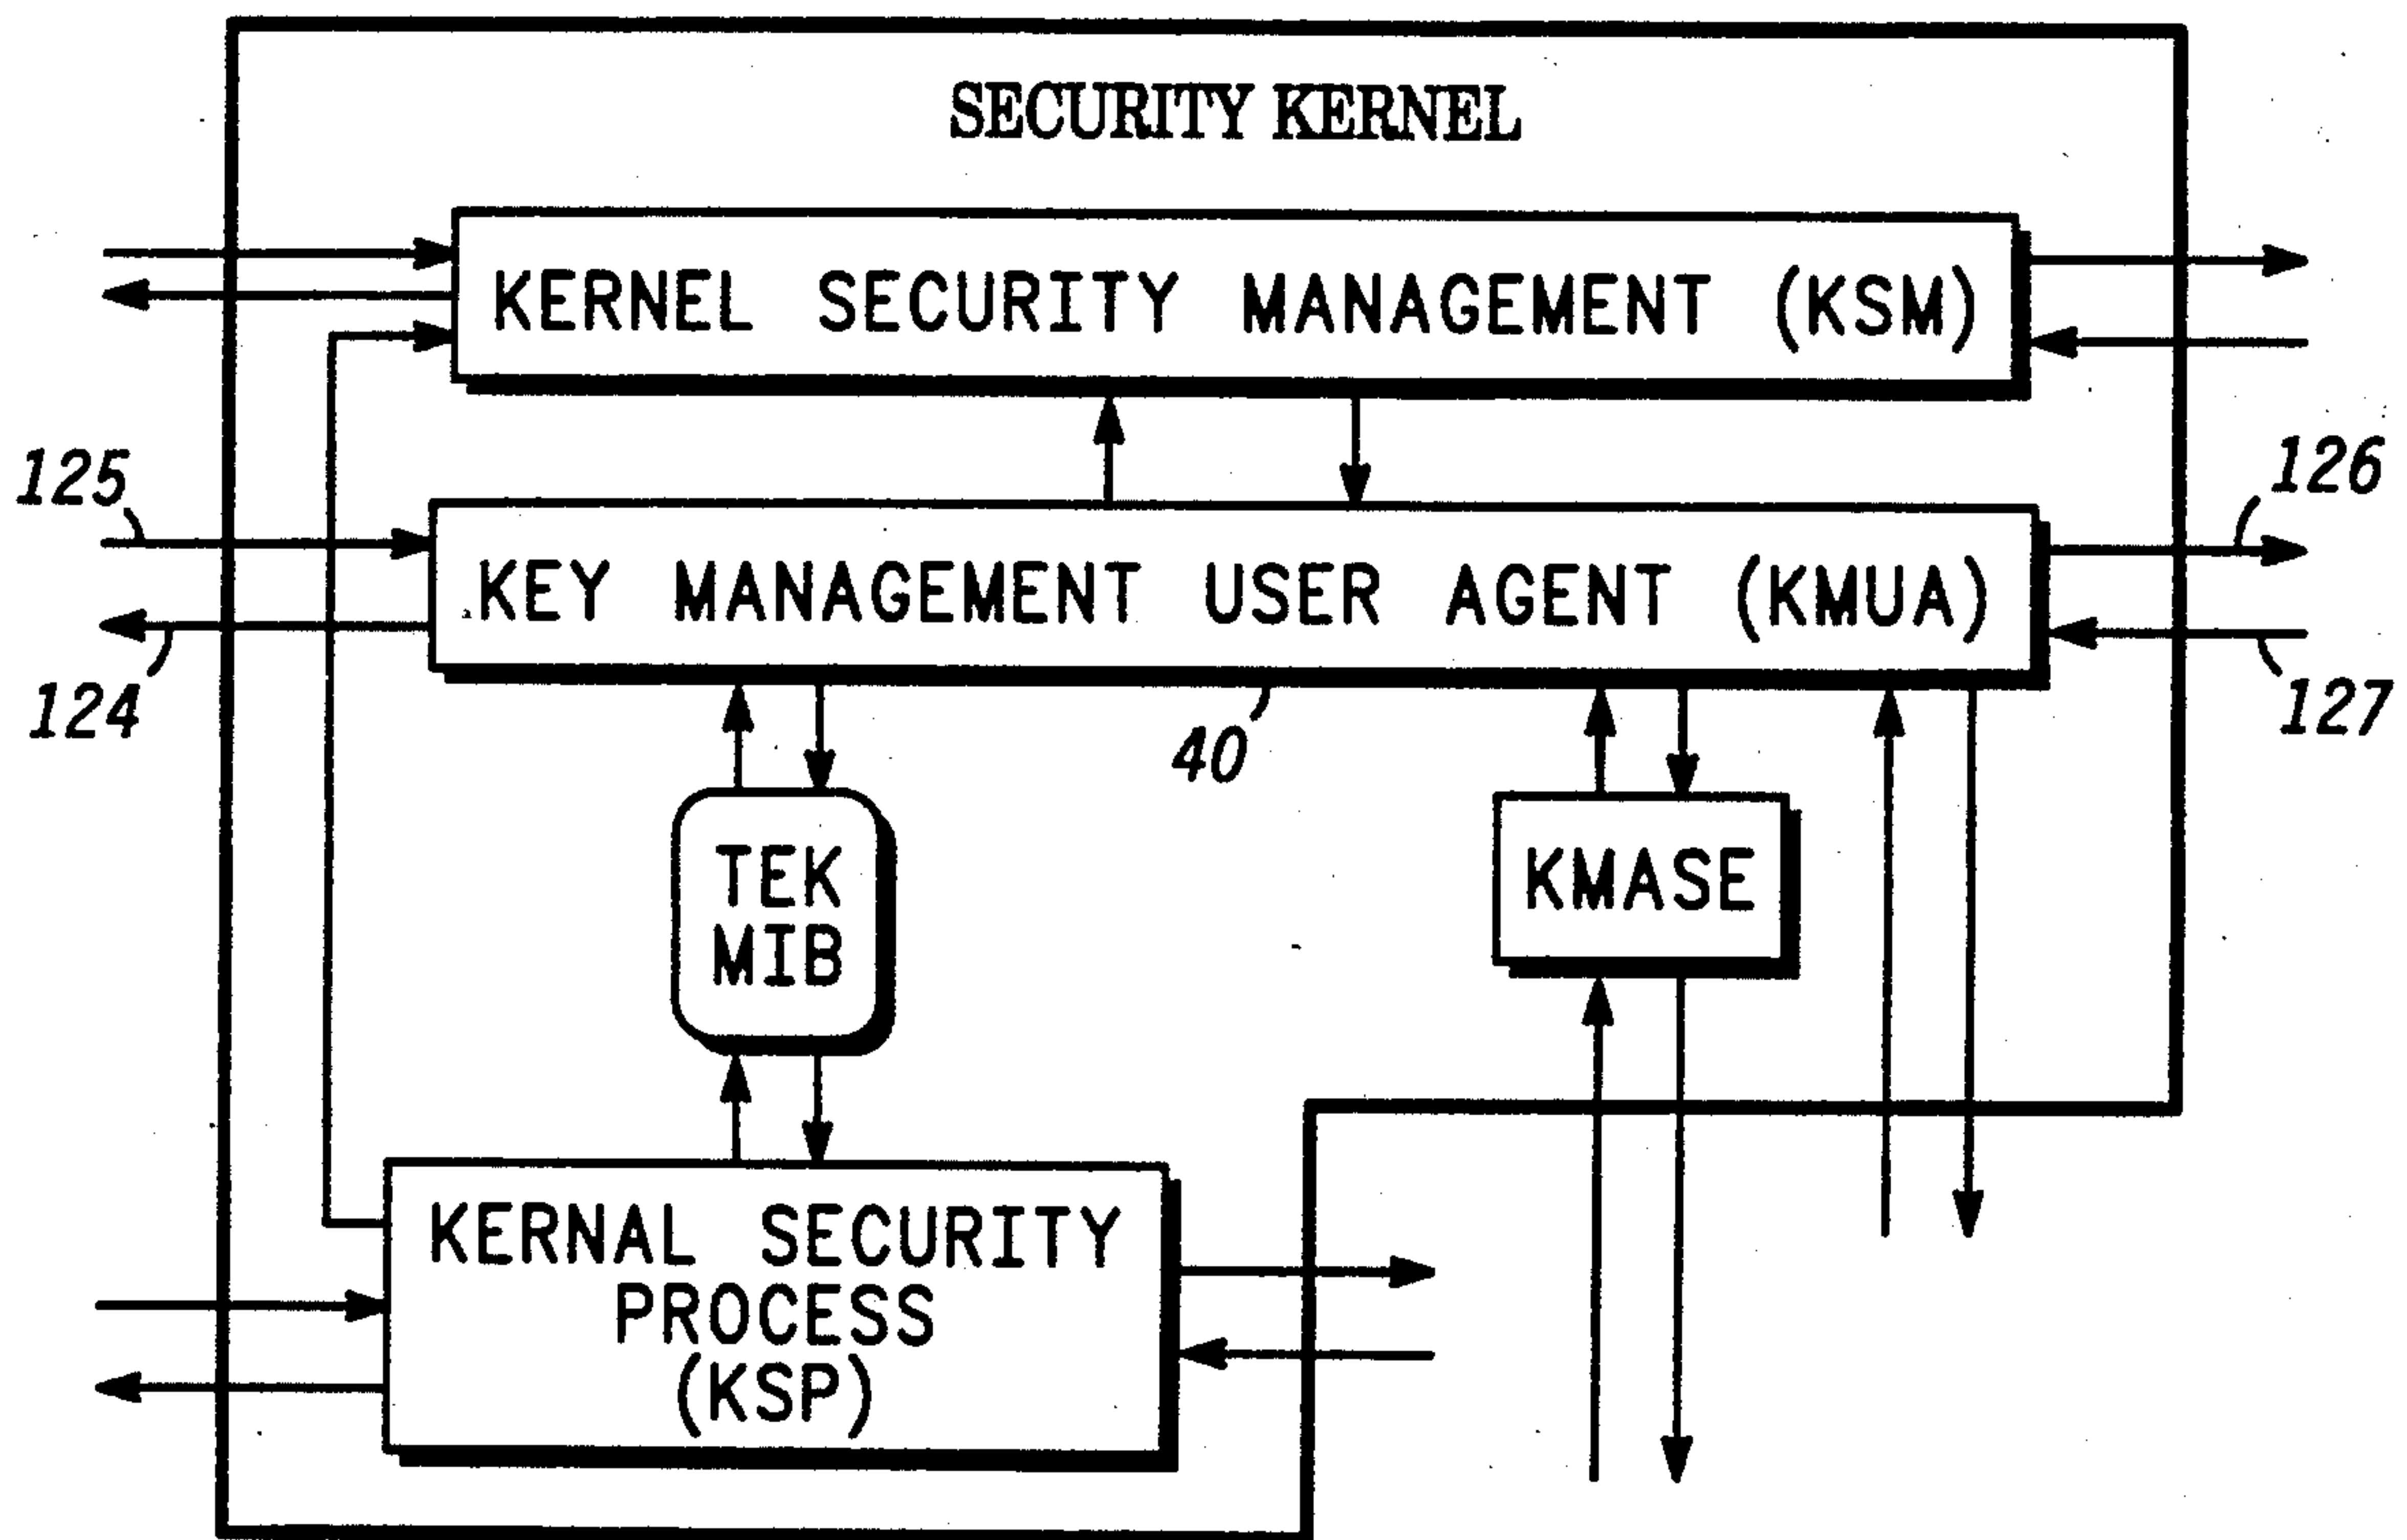 SECURITY KERNEL
KERNEL SECURITY MANAGEMENT (KSM)
125
126
KEY MANAGEMENT USER AGENT (KMUA)
124
127
40
TEK
MIB
KMASE
KERNAL SECURITY
PROCESS
(KSP)